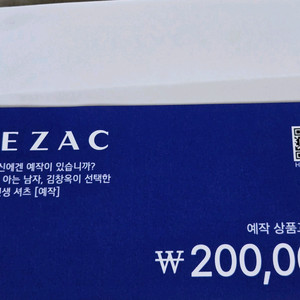 EZAC
신에겐 예작이 있습니까?
아는 남자, 김창옥이 선택한
생 셔츠 [예작]
예작 상품
₩200,00